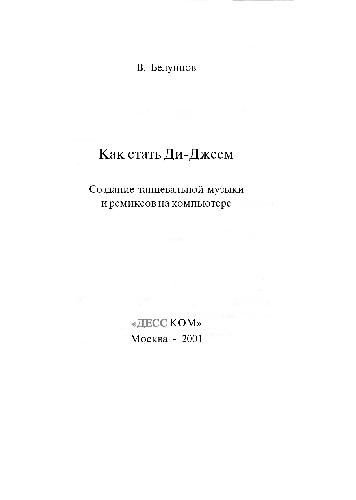 В. Белунцов
Как стать Ди-Джеем
Создание танцевальной музыки
и ремиксов на компьютере
«ДЕСС КОМ»
Москва - 2001